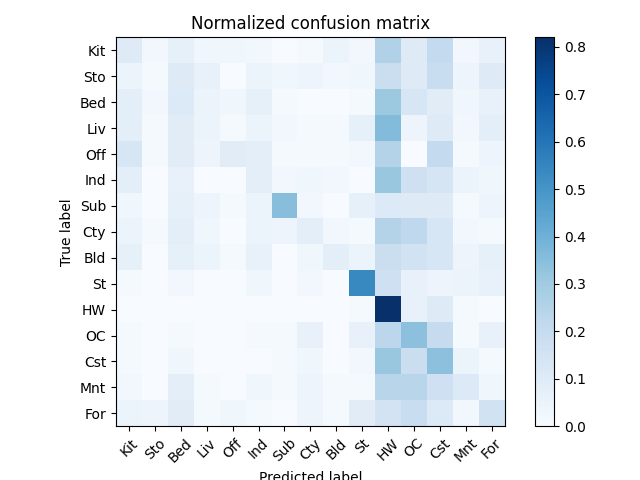 Normalized confusion matrix
True label
Kit
Sto
Bed
Liv
Off
Ind
Sub
Cty
Bld
St
HW
OC
Cst
Mnt
For
Kit Sto Bed Liv Off Ind Sub Cty Bld St HW OC Cst Mnt For
Predicted label
0.8
0.7
0.6
0.5
0.4
0.3
0.2
0.1
0.0